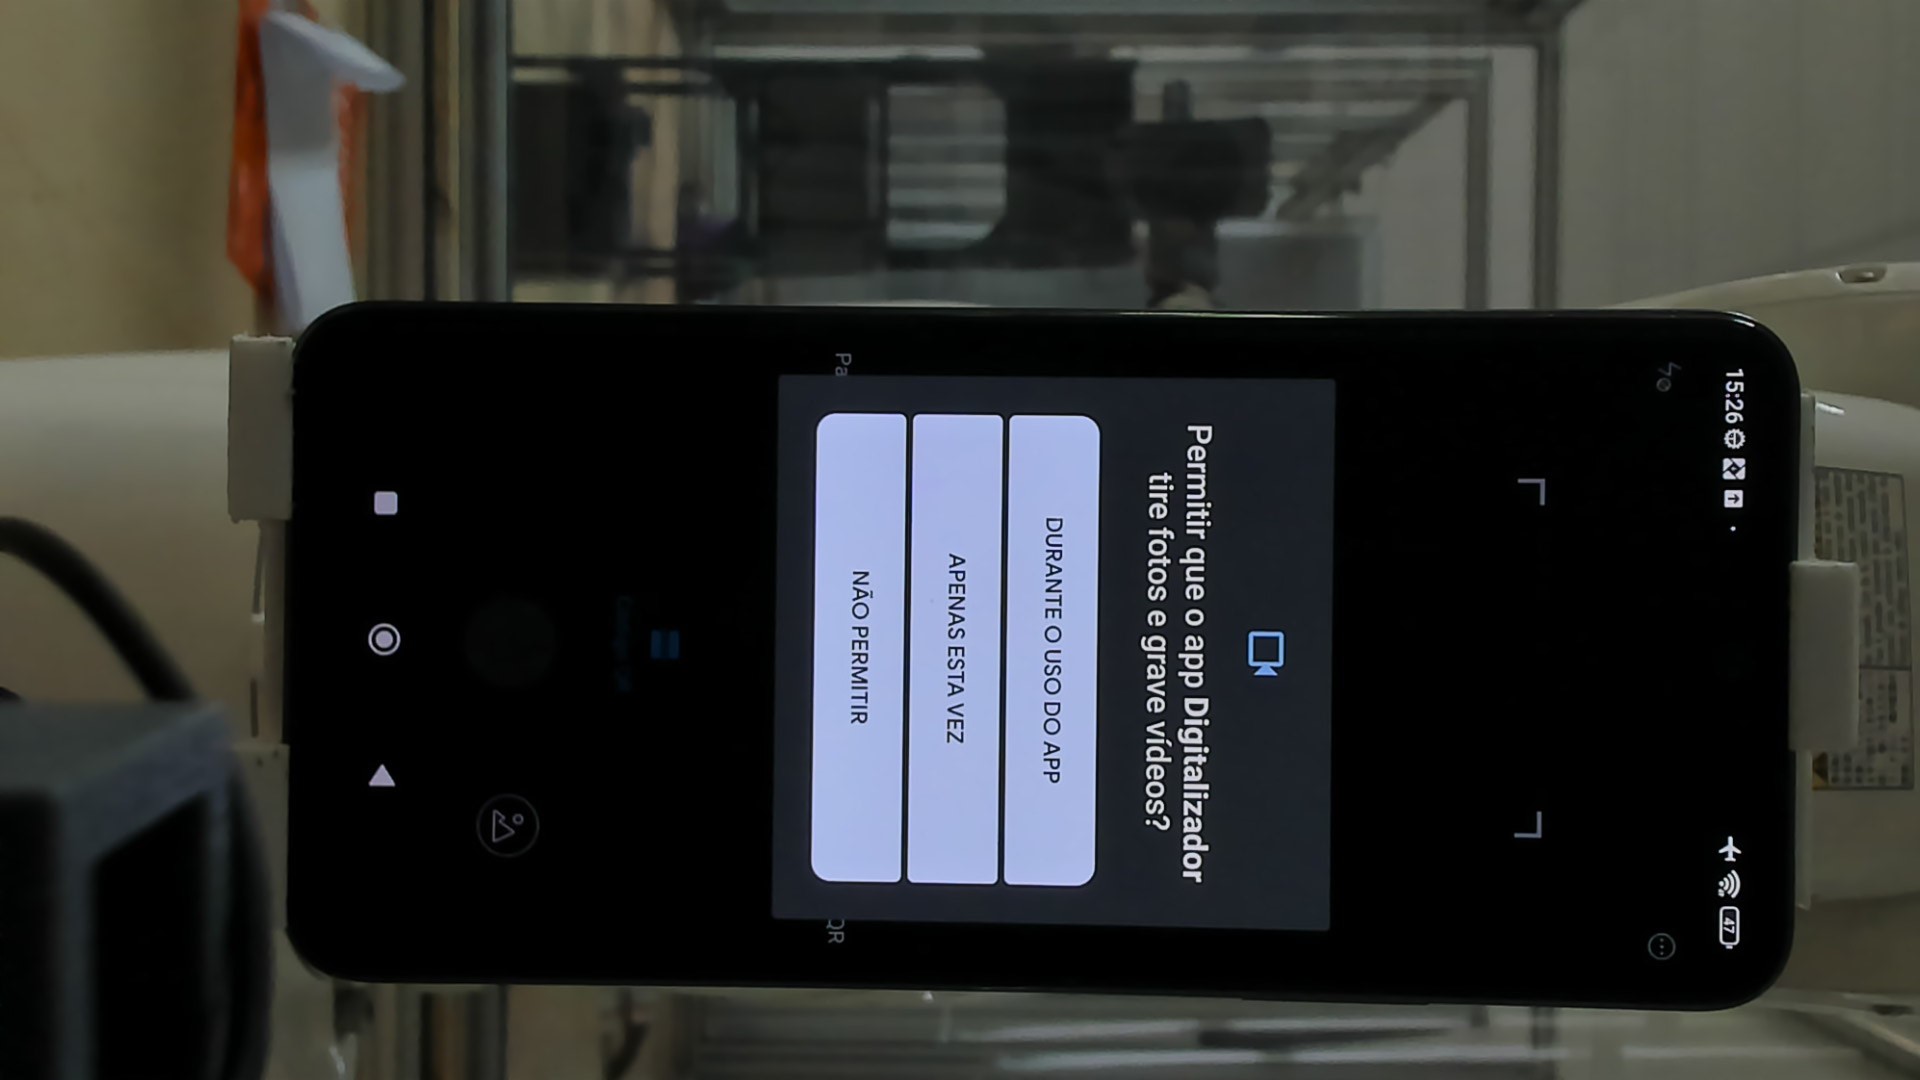 15:26
47
Permitir que o app Digitalizador
tire fotos e grave vídeos?
DURANTE O USO DO APP
APENAS ESTA VEZ
NÃO PERMITIR
Pa
QR